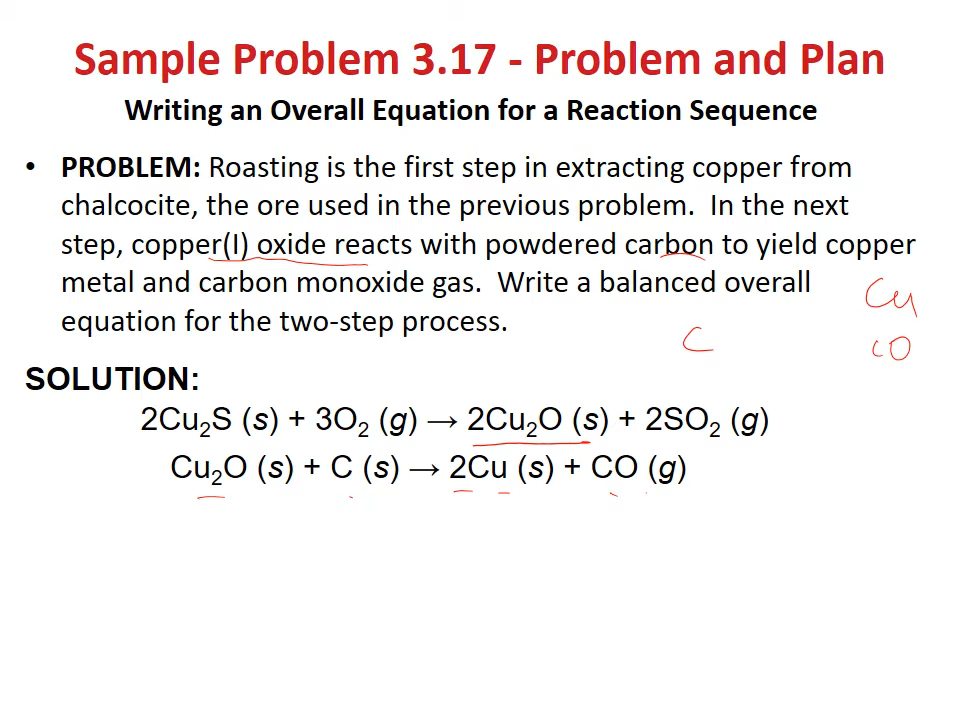 Sample Problem 3.17 - Problem and Plan
Writing an Overall Equation for a Reaction Sequence
• PROBLEM: Roasting is the first step in extracting copper from
chalcocite, the ore used in the previous problem. In the next
step, copper(I) oxide reacts with powdered carbon to yield copper
metal and carbon monoxide gas. Write a balanced overall
equation for the two-step process.
Cu
C
CO
SOLUTION:
2Cu₂S (s) + 3O₂ (g) → 2Cu₂O (s) + 2SO₂ (g)
Cu₂O (s) + C (s) → 2Cu (s) + CO (g)